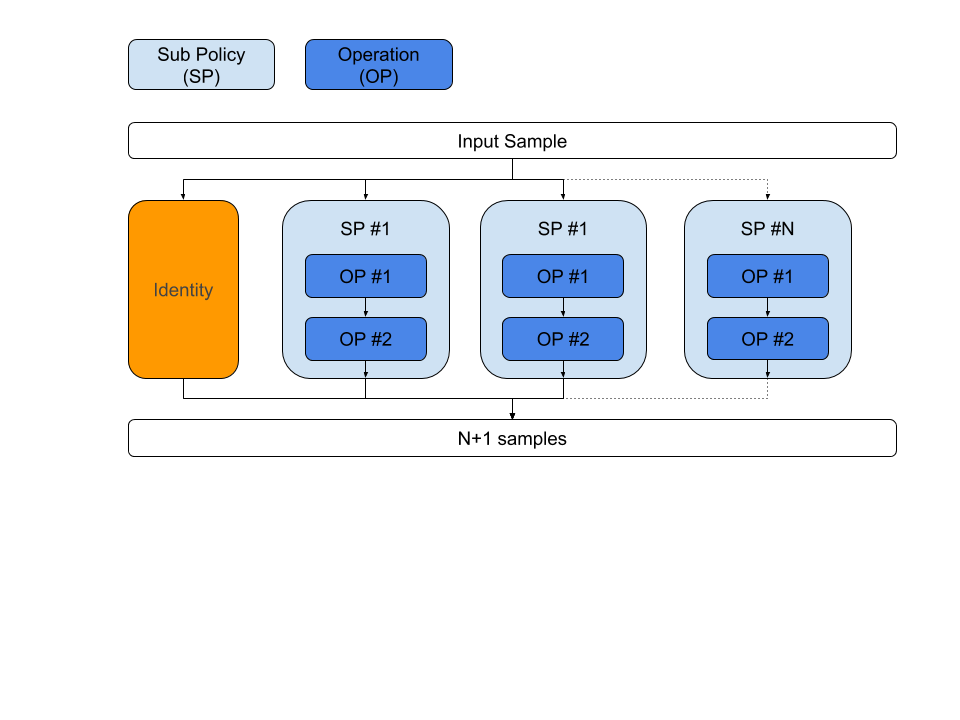 Sub Policy
(SP)
Operation
(OP)
Input Sample
Identity
SP #1
OP #1
OP #2
SP #1
OP #1
OP #2
SP #N
OP #1
OP #2
N+1 samples